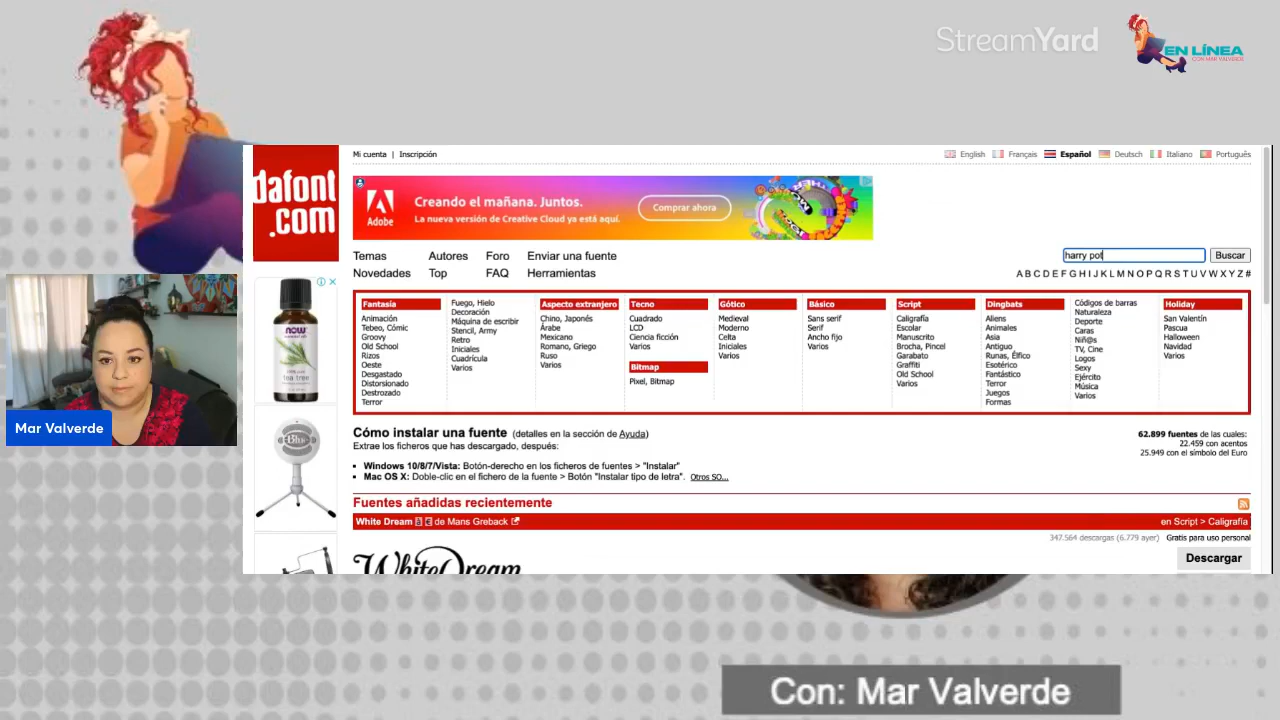 StreamYard
EN LÍNEA
CON MAR VALVERDE
Mi cuenta | Inscripción
English Français Español Deutsch Italiano Português
dafont
.com
Adobe
Creando el mañana. Juntos.
La nueva versión de Creative Cloud ya está aquí.
Comprar ahora
Temas Autores Foro Enviar una fuente
Novedades Top FAQ Herramientas
harry pot
Buscar
A B C D E F G H I J K L M N O P Q R S T U V W X Y Z #
Fantasía
Animación
Tebeo, Cómic
Groovy
Old School
Rizos
Oeste
Desgastado
Distorsionado
Destrozado
Terror
Fuego, Hielo
Decoración
Máquina de escribir
Stencil, Army
Retro
Iniciales
Cuadrícula
Varios
Aspecto extranjero
Chino, Japonés
Árabe
Mexicano
Romano, Griego
Ruso
Varios
Tecno
Cuadrado
LCD
Ciencia ficción
Varios
Bitmap
Pixel, Bitmap
Gótico
Medieval
Moderno
Celta
Iniciales
Varios
Básico
Sans serif
Serif
Ancho fijo
Varios
Script
Caligrafía
Escolar
Manuscrito
Brocha, Pincel
Garabato
Graffiti
Old School
Varios
Dingbats
Aliens
Animales
Asia
Antiguo
Runas, Élfico
Esotérico
Fantástico
Terror
Juegos
Formas
Códigos de barras
Naturaleza
Deporte
Caras
Niñ@s
TV, Cine
Logos
Sexy
Ejército
Música
Varios
Holiday
San Valentín
Pascua
Halloween
Navidad
Varios
NOW
tea tree
Blue
Mar Valverde
Cómo instalar una fuente (detalles en la sección de Ayuda)
Extrae los ficheros que has descargado, después:
Windows 10/8/7/Vista: Botón-derecho en los ficheros de fuentes > "Instalar"
Mac OS X: Doble-clic en el fichero de la fuente > Botón "Instalar tipo de letra". Otros SO...
62.899 fuentes de las cuales:
22.459 con acentos
25.949 con el símbolo del Euro
Fuentes añadidas recientemente
White Dream de Mans Greback
en Script > Caligrafía
347.564 descargas (6.779 ayer) Gratis para uso personal
Descargar
White Dream
Con: Mar Valverde